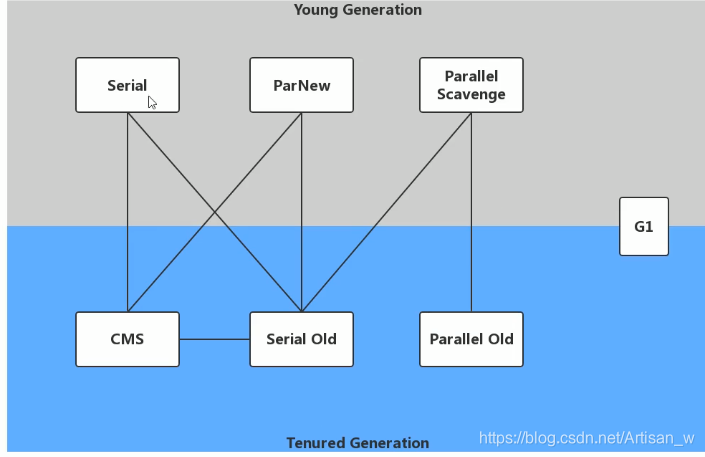 Young Generation
Serial
ParNew
Parallel
Scavenge
G1
CMS
Serial Old
Parallel Old
Tenured Generation
https://blog.csdn.net/Artisan_w